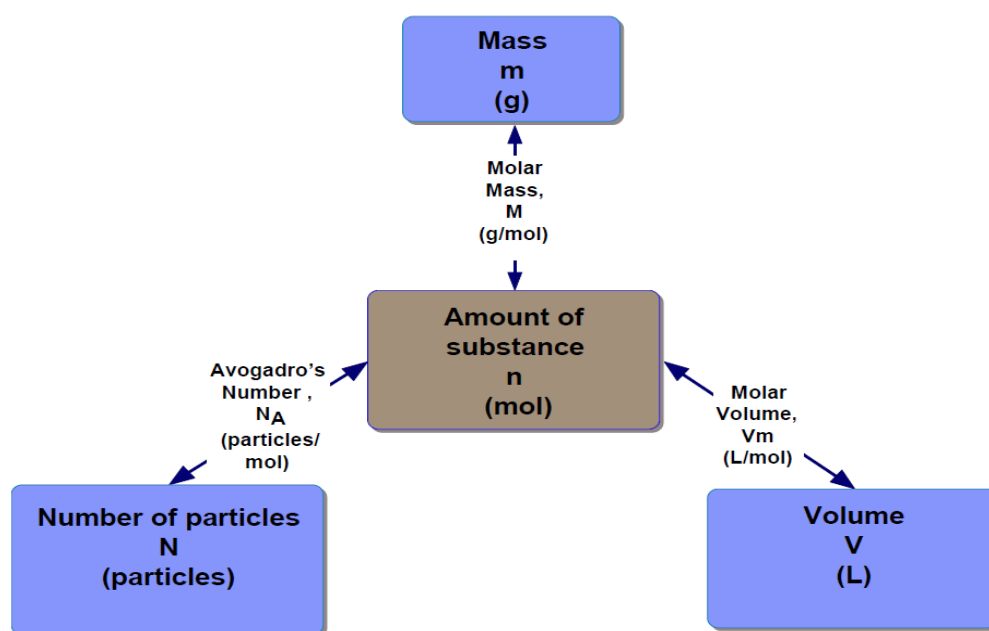 Mass
m
(g)
Molar
Mass,
M
(g/mol)
Amount of
substance
n
(mol)
Avogadro's
Number ,
NA
(particles/
mol)
Molar
Volume,
Vm
(L/mol)
Number of particles
N
(particles)
Volume
V
(L)